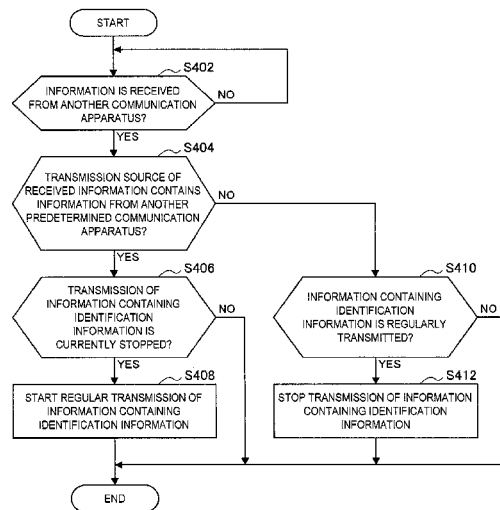 START
S402
INFORMATION IS RECEIVED
FROM ANOTHER COMMUNICATION
APPARATUS?
NO
YES
S404
TRANSMISSION SOURCE OF
RECEIVED INFORMATION CONTAINS
INFORMATION FROM ANOTHER
PREDETERMINED COMMUNICATION
APPARATUS?
NO
YES
S406
TRANSMISSION OF
INFORMATION CONTAINING
IDENTIFICATION
INFORMATION IS
CURRENTLY STOPPED?
NO
YES
S410
INFORMATION CONTAINING
IDENTIFICATION
INFORMATION IS REGULARLY
TRANSMITTED?
NO
YES
S408
START REGULAR TRANSMISSION OF
INFORMATION CONTAINING
IDENTIFICATION INFORMATION
S412
STOP TRANSMISSION OF INFORMATION
CONTAINING IDENTIFICATION
INFORMATION
END